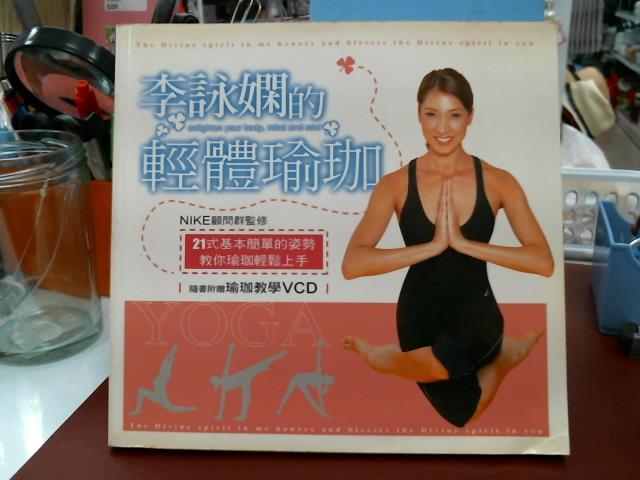 The Divine spirit in me honors and blesses the Divine spirit in you
李詠嫻的
enlighten your body, mind and soul
輕體瑜珈
NIKE顧問群監修
21式基本簡單的姿勢
教你瑜珈輕鬆上手
隨書附贈瑜珈教學VCD
YOGA
The Divine spirit in me honors and blesses the Divine spirit in you